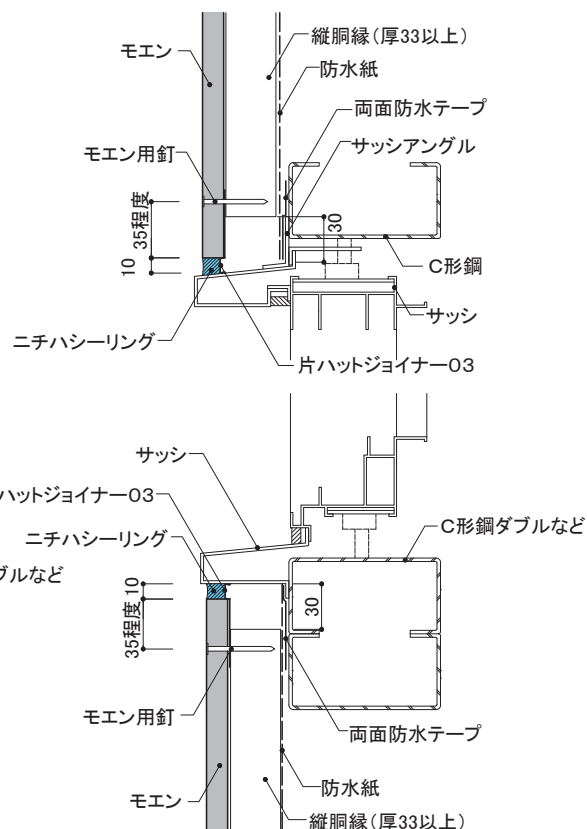 縦胴縁（厚33以上）
モエン
防水紙
両面防水テープ
サッシアングル
モエン用釘
35程度
30
10
C形鋼
サッシ
ニチハシーリング
片ハットジョイナー03
サッシ
ハットジョイナー03
C形鋼ダブルなど
ニチハシーリング
ブルなど
10
30
35程度
モエン用釘
両面防水テープ
防水紙
モエン
縦胴縁（厚33以上）